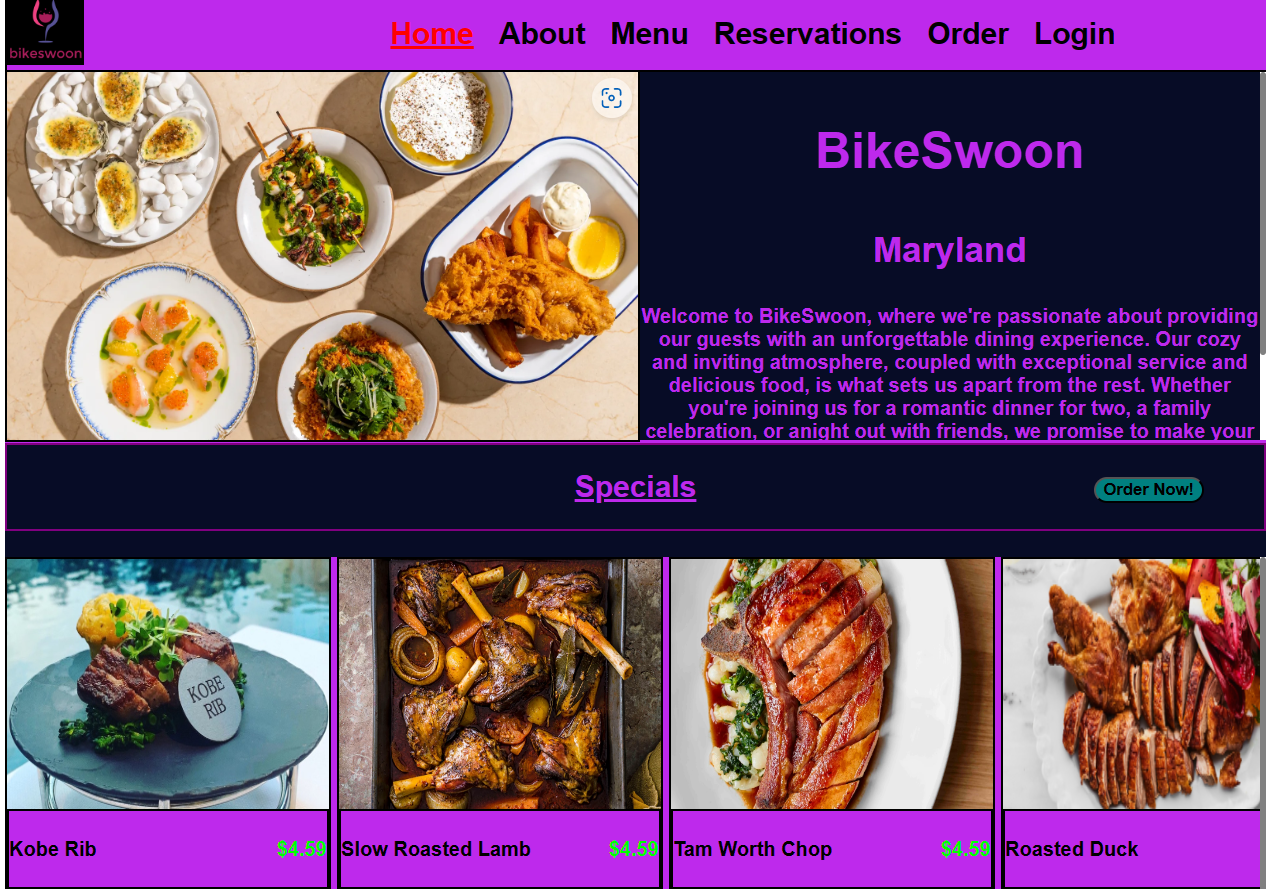 bikeswoon
Home About Menu Reservations Order Login
BikeSwoon
Maryland
Welcome to BikeSwoon, where we're passionate about providing
our guests with an unforgettable dining experience. Our cozy
and inviting atmosphere, coupled with exceptional service and
delicious food, is what sets us apart from the rest. Whether
you're joining us for a romantic dinner for two, a family
celebration, or anight out with friends, we promise to make your
Specials
Order Now!
KOBE
RIB
Kobe Rib $4.59
Slow Roasted Lamb $4.59
Tam Worth Chop $4.59
Roasted Duck